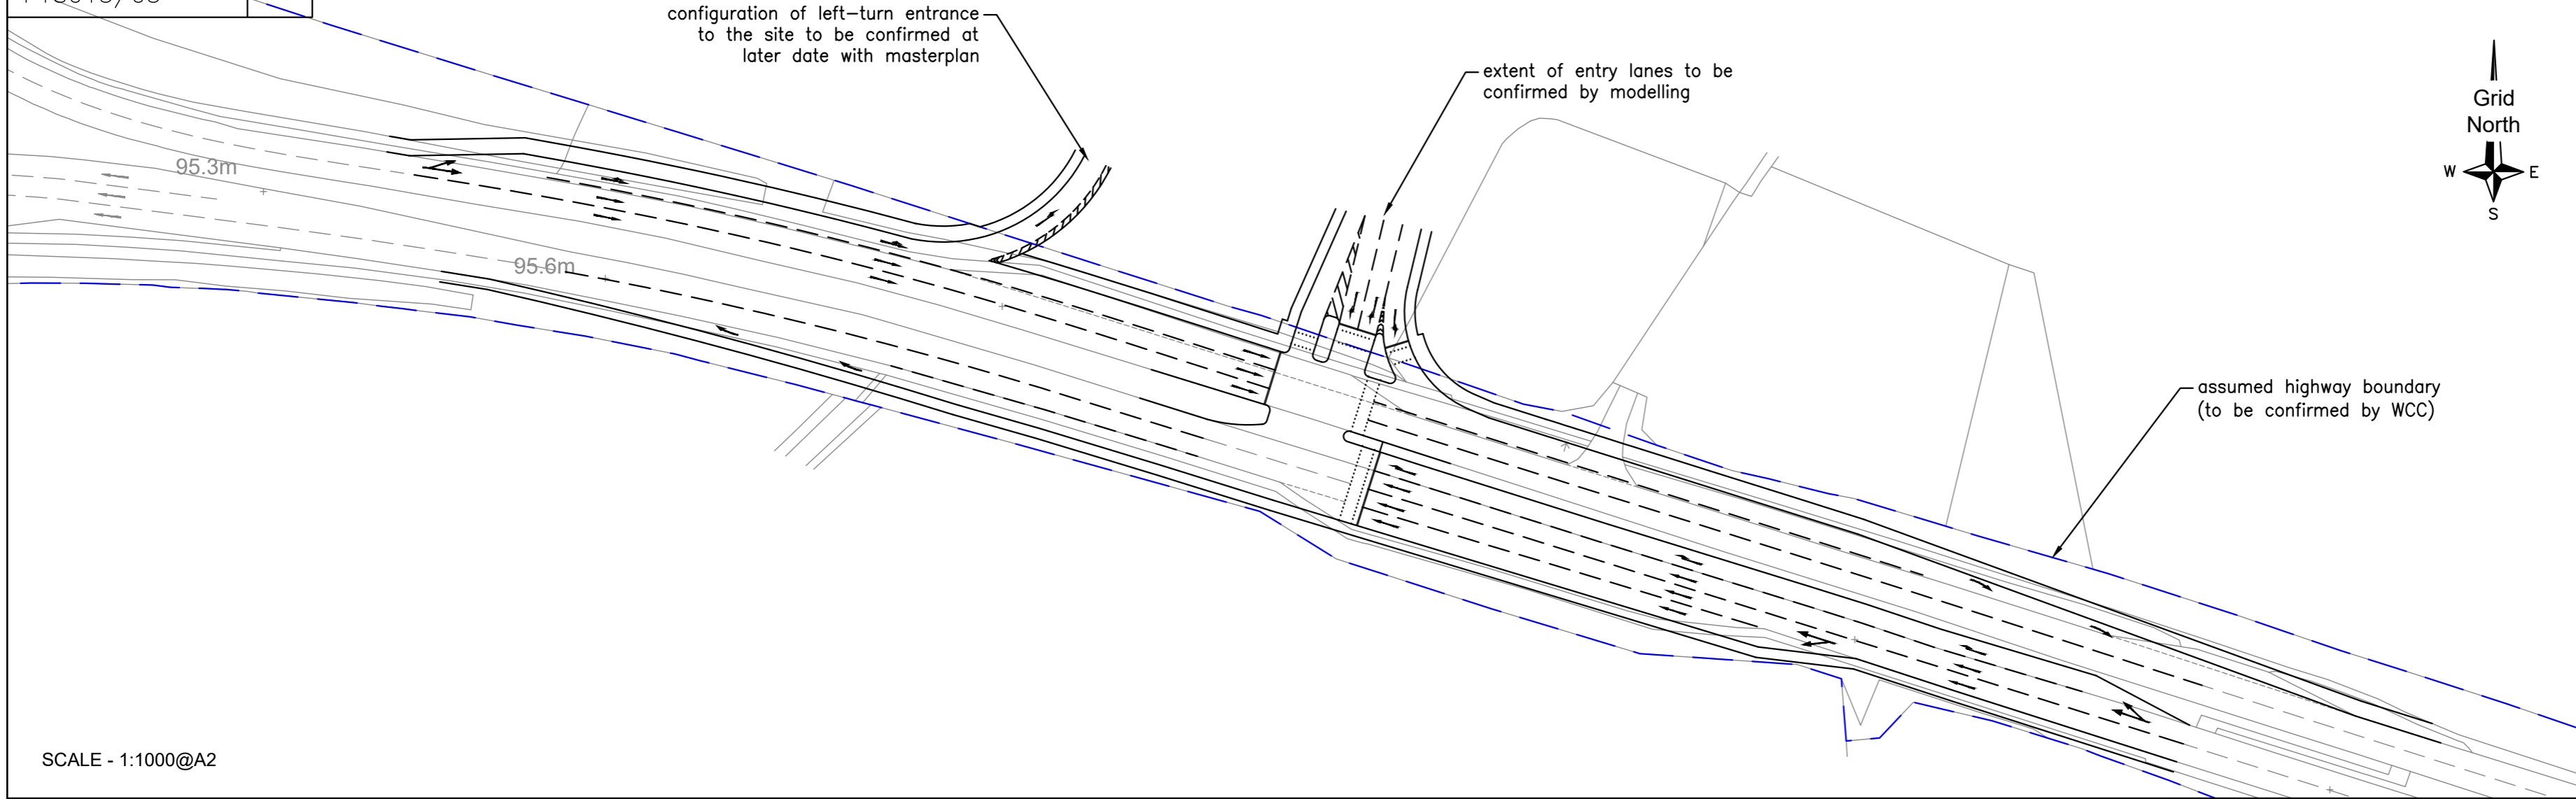 configuration of left-turn entrance
to the site to be confirmed at
later date with masterplan
extent of entry lanes to be
confirmed by modelling
Grid
North
W E
S
95.3m
95.6m
assumed highway boundary
(to be confirmed by WCC)
SCALE - 1:1000@A2